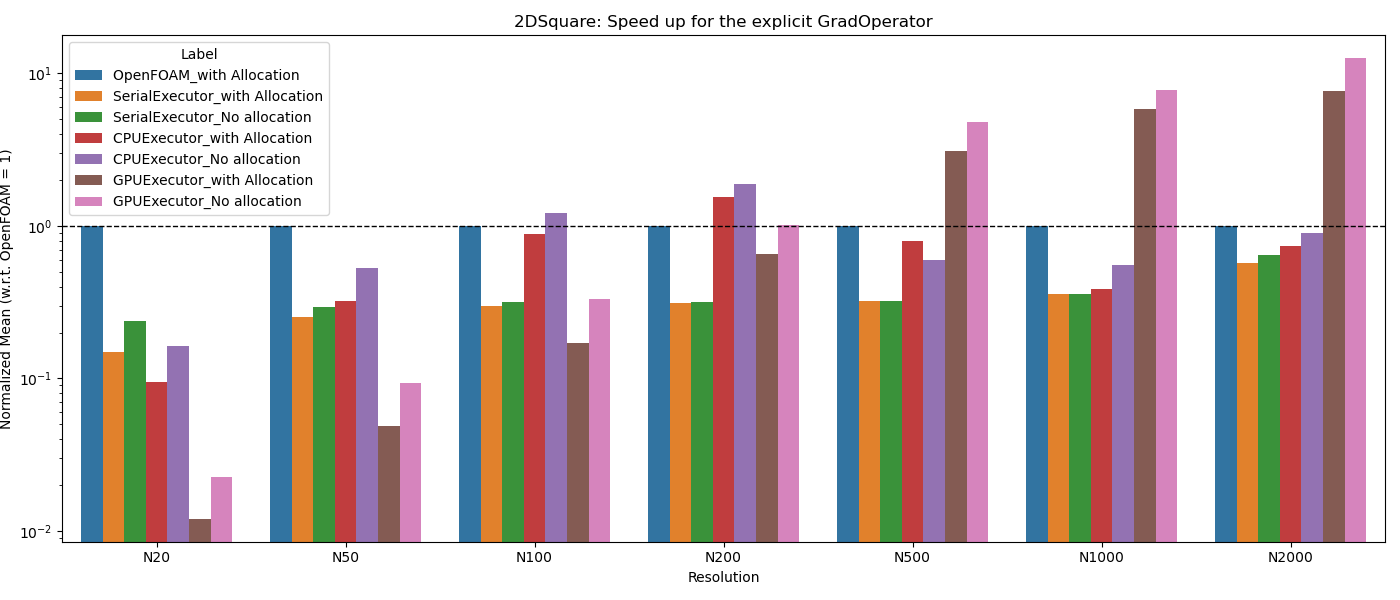 2DSquare: Speed up for the explicit GradOperator
Label
OpenFOAM_with Allocation
SerialExecutor_with Allocation
SerialExecutor_No allocation
CPUExecutor_with Allocation
CPUExecutor_No allocation
GPUExecutor_with Allocation
GPUExecutor_No allocation
Normalized Mean (w.r.t. OpenFOAM = 1)
10¹
10⁰
10⁻¹
10⁻²
N20 N50 N100 N200 N500 N1000 N2000
Resolution